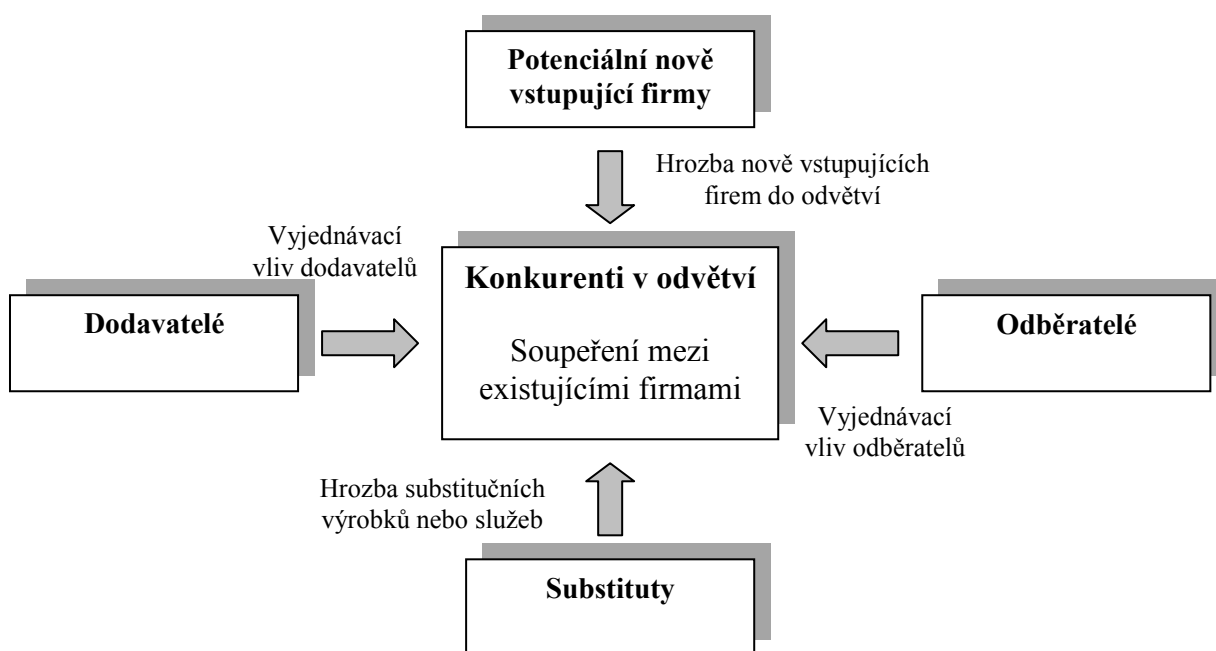 Potenciální nově
vstupující firmy
Hrozba nově vstupujících
firem do odvětví
Vyjednávací
vliv dodavatelů
Dodavatelé
Konkurenti v odvětví
Soupeření mezi
existujícími firmami
Odběratelé
Vyjednávací
vliv odběratelů
Hrozba substitučních
výrobků nebo služeb
Substituty